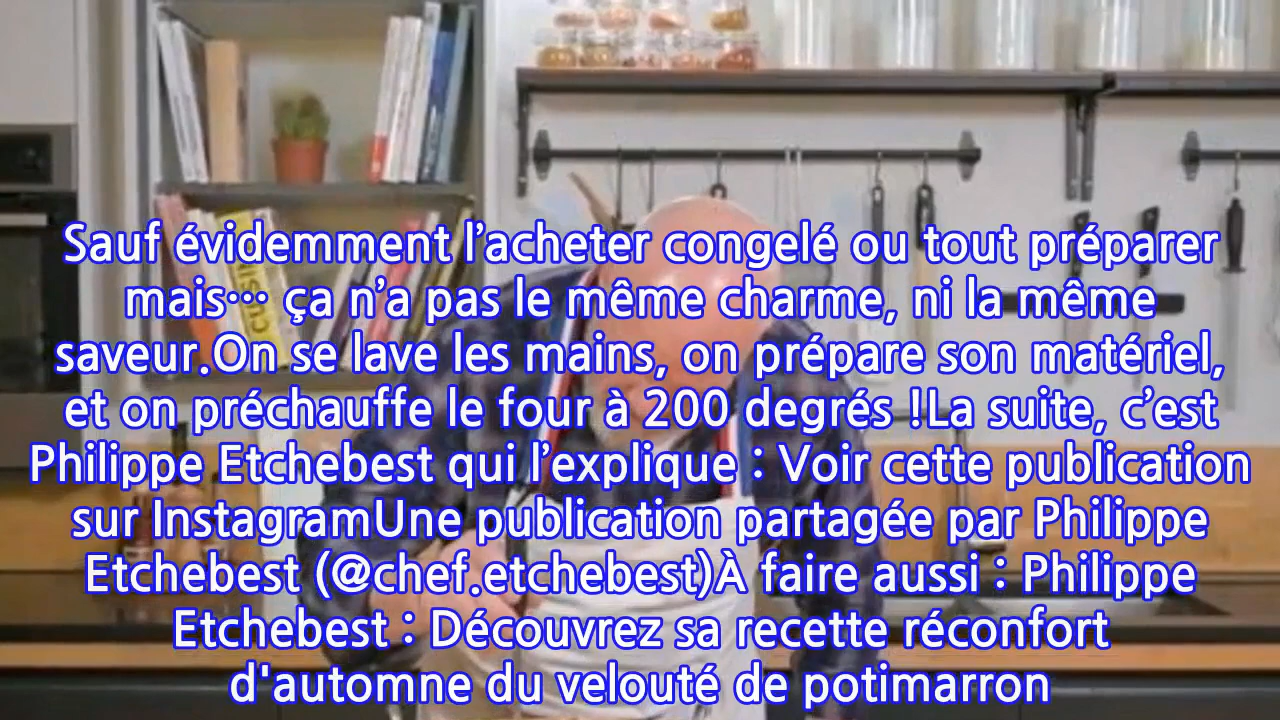 CUISINE
Sauf évidemment l’acheter congelé ou tout préparer
mais… ça n’a pas le même charme, ni la même
saveur.On se lave les mains, on prépare son matériel,
et on préchauffe le four à 200 degrés !La suite, c’est
Philippe Etchebest qui l’explique : Voir cette publication
sur InstagramUne publication partagée par Philippe
Etchebest (@chef.etchebest)À faire aussi : Philippe
Etchebest : Découvrez sa recette réconfort
d'automne du velouté de potimarron